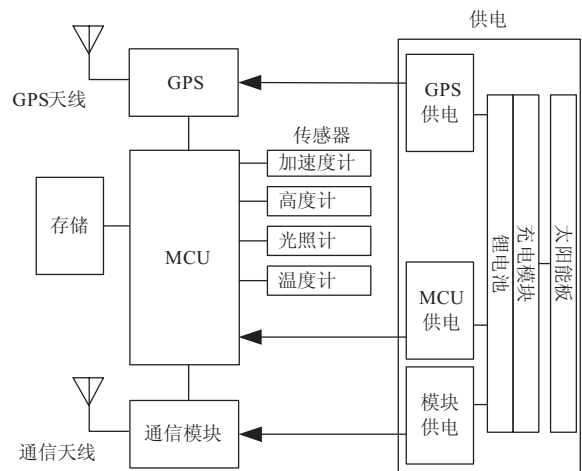 供电
GPS天线
GPS
GPS
供电
传感器
加速度计
高度计
光照计
温度计
存储
MCU
MCU
供电
锂电池
充电模块
太阳能板
通信天线
通信模块
模块
供电